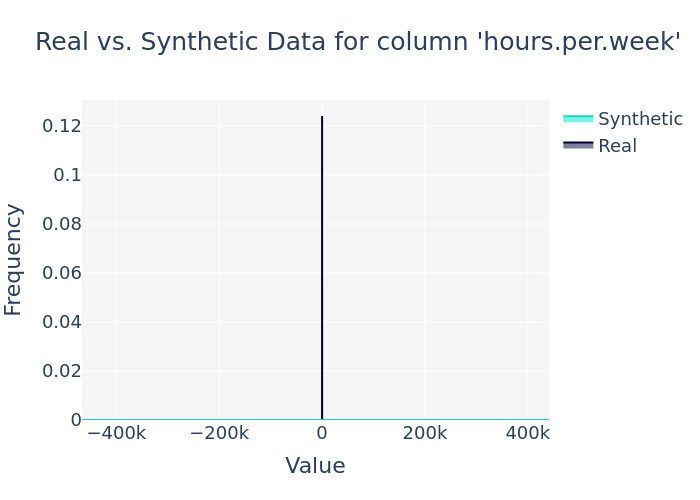 Real vs. Synthetic Data for column 'hours.per.week'
Synthetic
Real
0.12
0.1
0.08
0.06
0.04
0.02
0
Frequency
−400k
−200k
0
200k
400k
Value